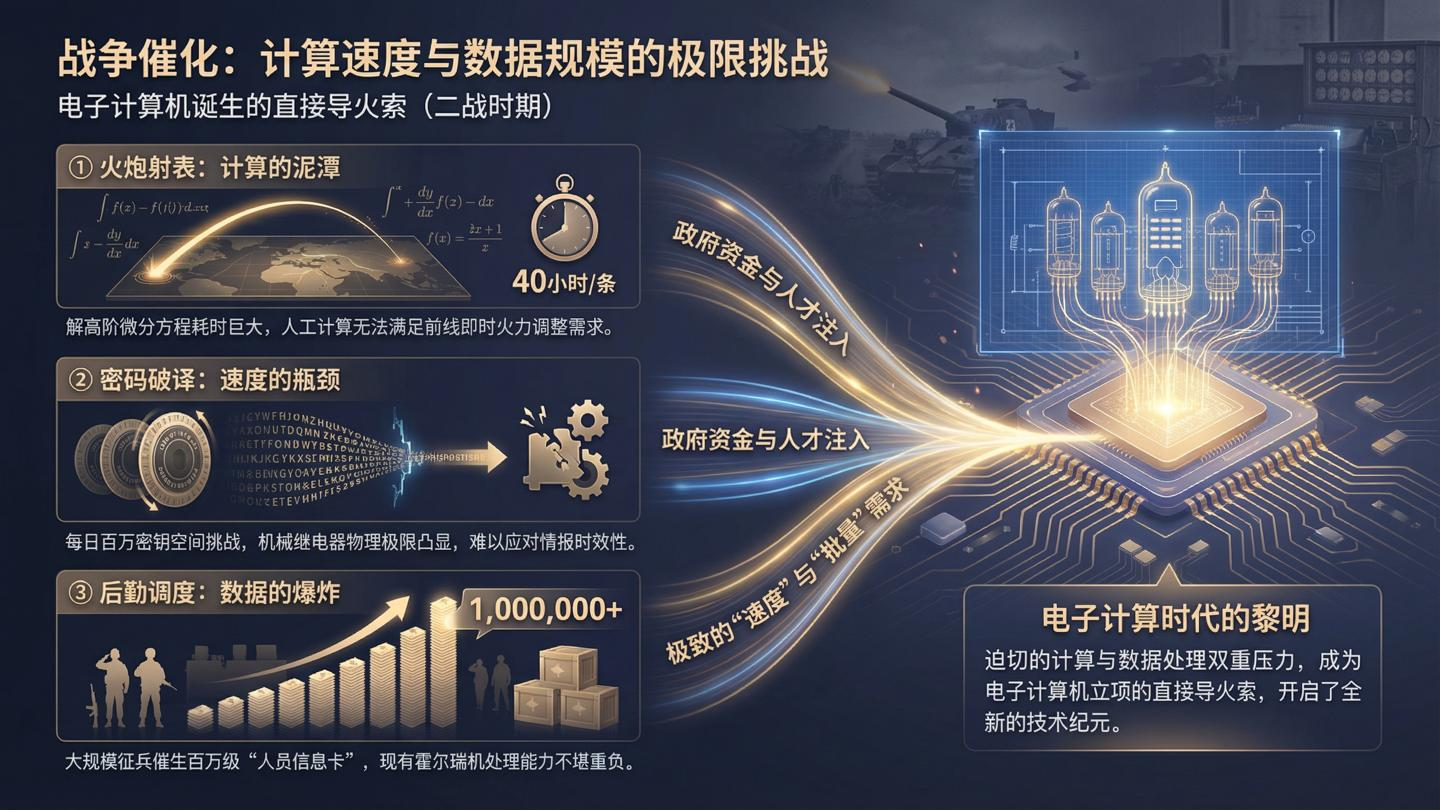 战争催化：计算速度与数据规模的极限挑战
电子计算机诞生的直接导火索（二战时期）
① 火炮射表：计算的泥潭
40小时/条
解高阶微分方程耗时巨大，人工计算无法满足前线即时火力调整需求。
② 密码破译：速度的瓶颈
每日百万密钥空间挑战，机械继电器物理极限凸显，难以应对情报时效性。
③ 后勤调度：数据的爆炸
1,000,000+
大规模征兵催生百万级“人员信息卡”，现有霍尔瑞机处理能力不堪重负。
政府资金与人才注入
政府资金与人才注入
极致的“速度”与“批量”需求
23
电子计算时代的黎明
迫切的计算与数据处理双重压力，成为
电子计算机立项的直接导火索，开启了全
新的技术纪元。